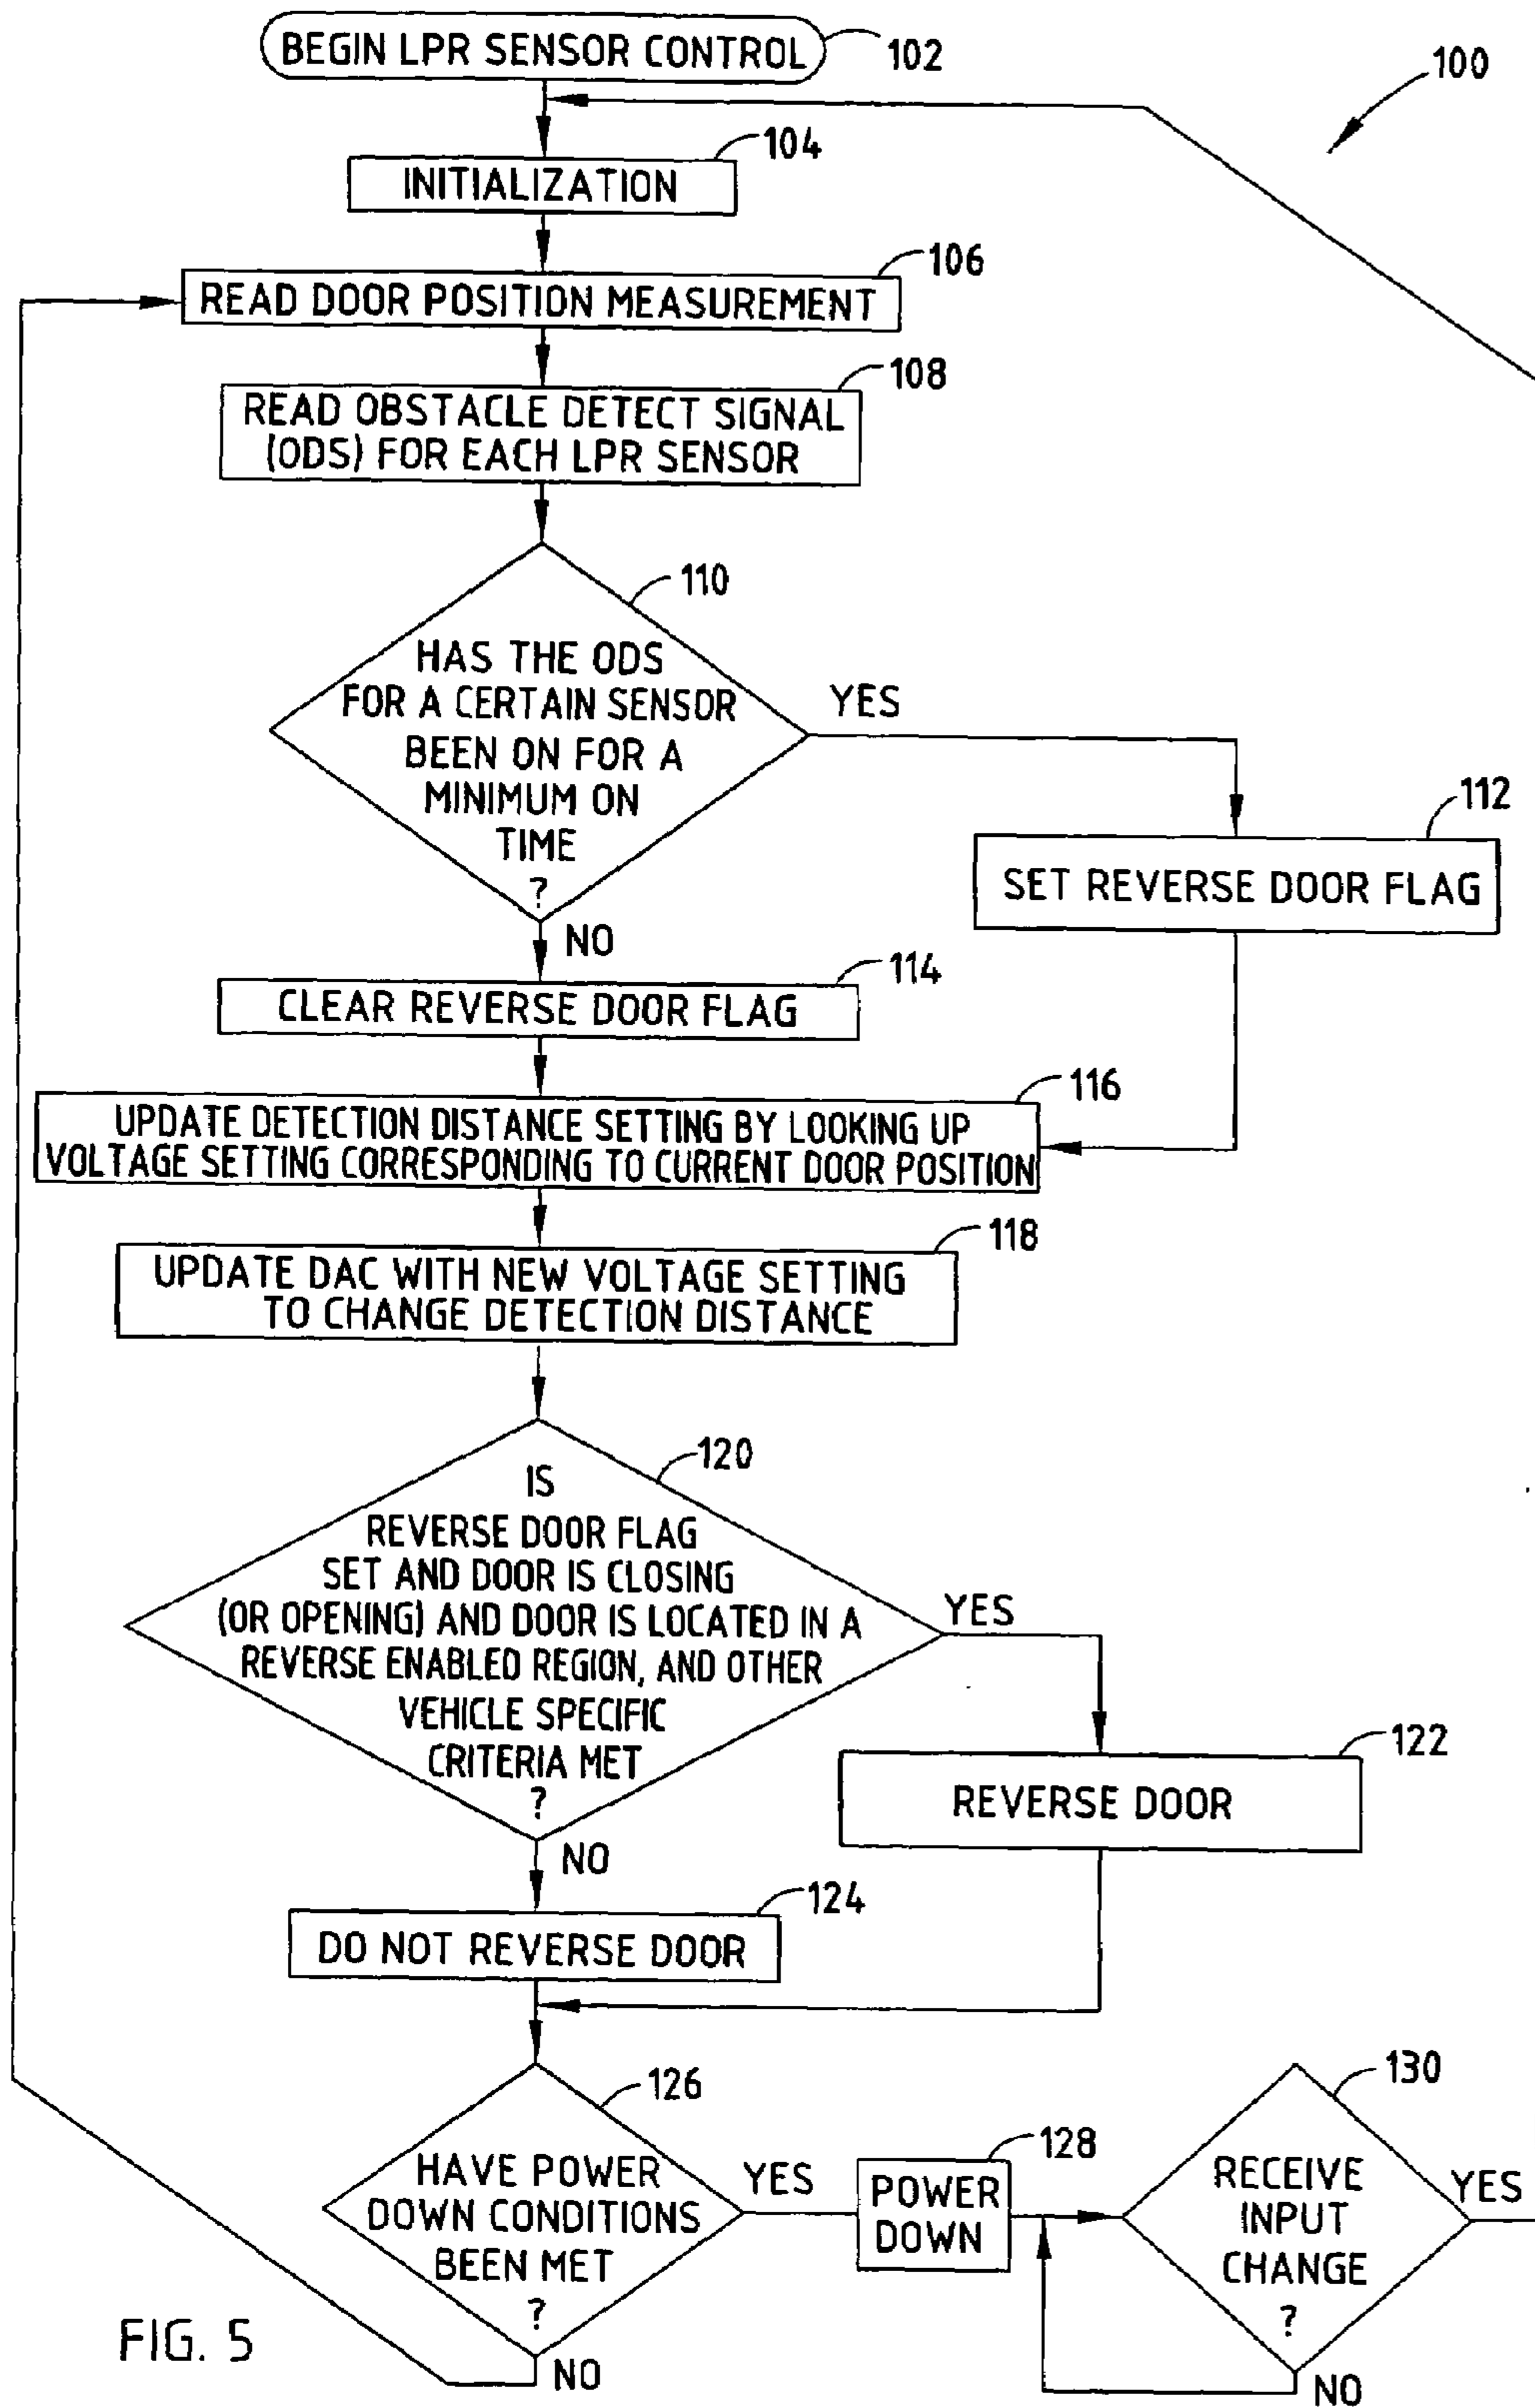 BEGIN LPR SENSOR CONTROL
102
100
104
INITIALIZATION
106
READ DOOR POSITION MEASUREMENT
108
READ OBSTACLE DETECT SIGNAL
(ODS) FOR EACH LPR SENSOR
110
HAS THE ODS
FOR A CERTAIN SENSOR
BEEN ON FOR A
MINIMUM ON
TIME
?
YES
NO
112
SET REVERSE DOOR FLAG
114
CLEAR REVERSE DOOR FLAG
116
UPDATE DETECTION DISTANCE SETTING BY LOOKING UP
VOLTAGE SETTING CORRESPONDING TO CURRENT DOOR POSITION
118
UPDATE DAC WITH NEW VOLTAGE SETTING
TO CHANGE DETECTION DISTANCE
120
IS
REVERSE DOOR FLAG
SET AND DOOR IS CLOSING
(OR OPENING) AND DOOR IS LOCATED IN A
REVERSE ENABLED REGION, AND OTHER
VEHICLE SPECIFIC
CRITERIA MET
?
YES
NO
122
REVERSE DOOR
124
DO NOT REVERSE DOOR
126
HAVE POWER
DOWN CONDITIONS
BEEN MET
?
YES
NO
128
POWER
DOWN
130
RECEIVE
INPUT
CHANGE
?
YES
NO
FIG. 5